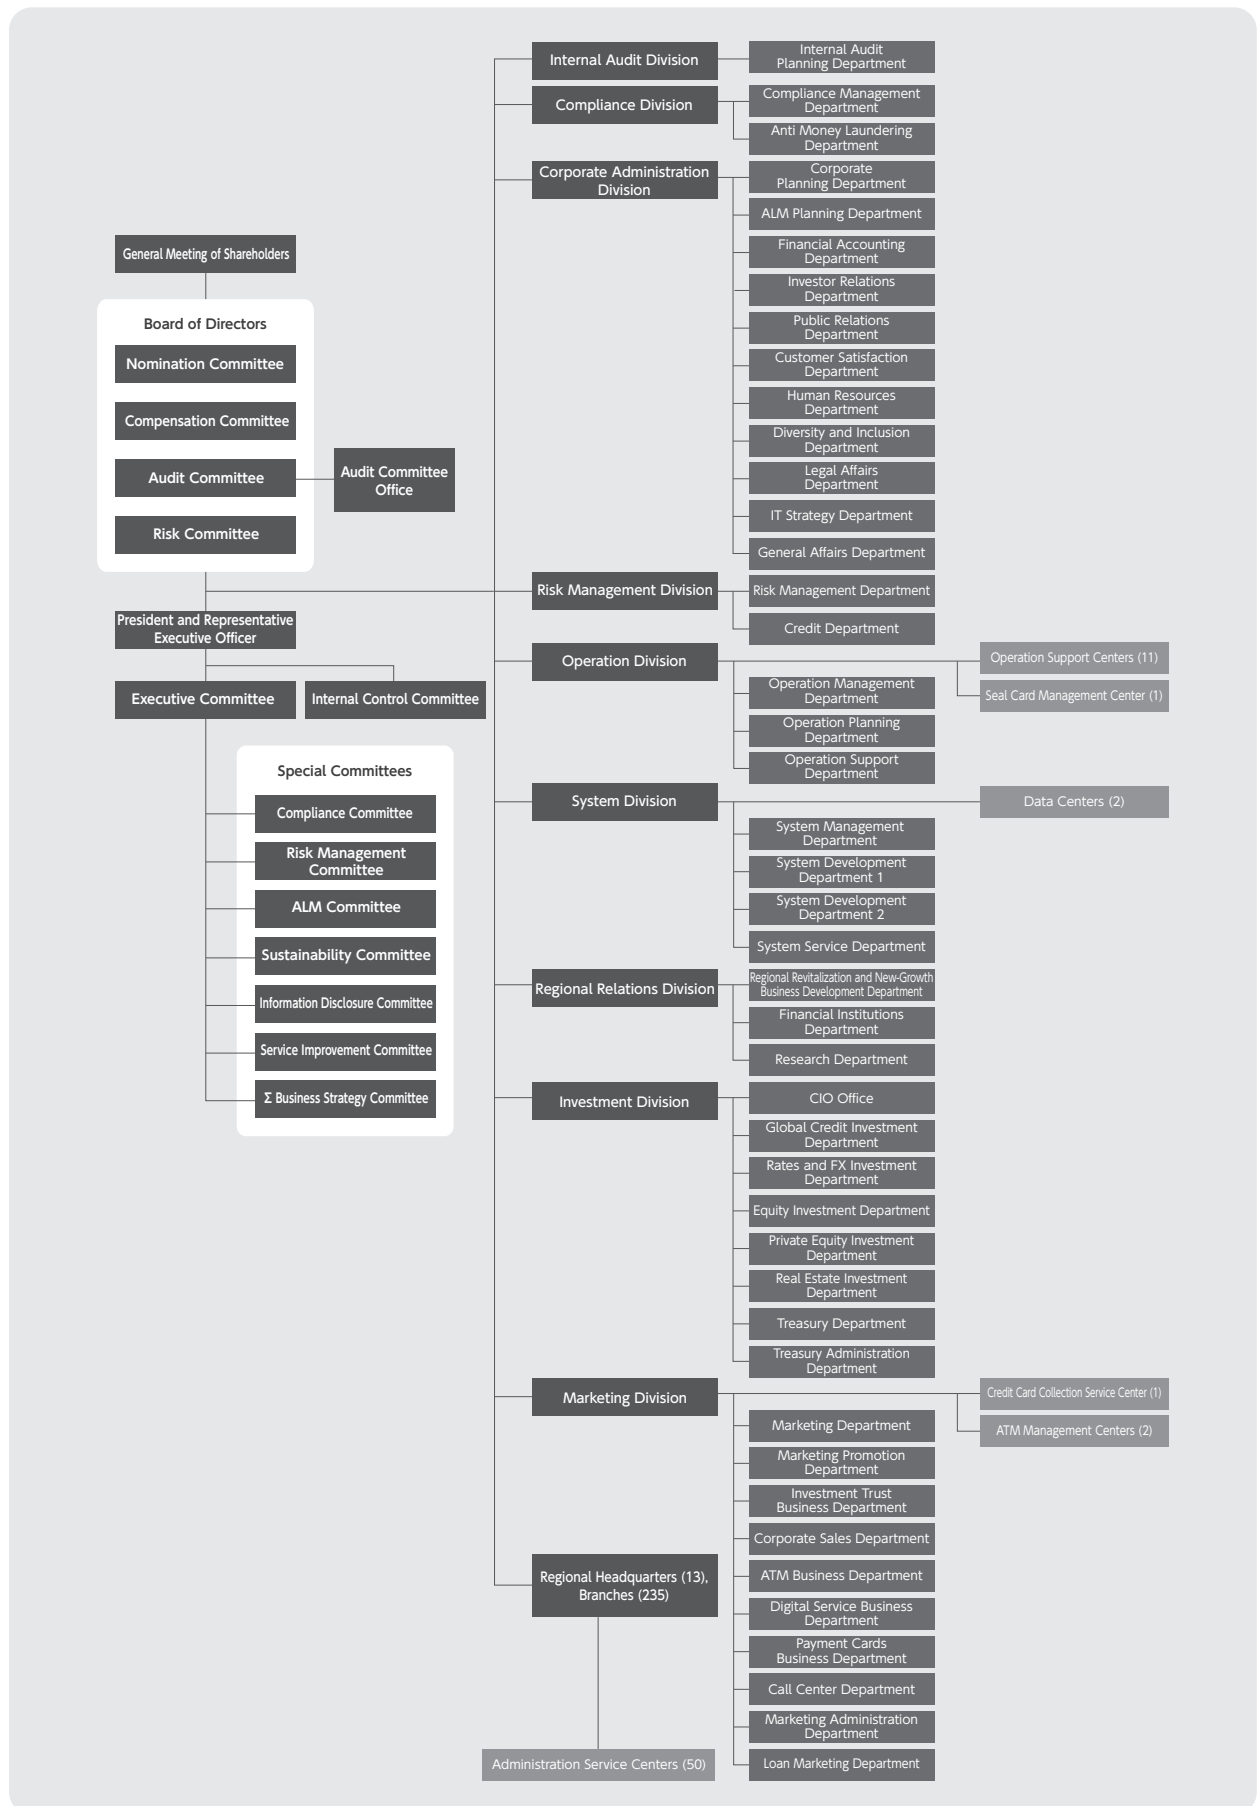 General Meeting of Shareholders
Board of Directors
Nomination Committee
Compensation Committee
Audit Committee
Risk Committee
Audit Committee
Office
President and Representative
Executive Officer
Executive Committee
Internal Control Committee
Special Committees
Compliance Committee
Risk Management
Committee
ALM Committee
Sustainability Committee
Information Disclosure Committee
Service Improvement Committee
Σ Business Strategy Committee
Internal Audit Division
Internal Audit
Planning Department
Compliance Division
Compliance Management
Department
Anti Money Laundering
Department
Corporate Administration
Division
Corporate
Planning Department
ALM Planning Department
Financial Accounting
Department
Investor Relations
Department
Public Relations
Department
Customer Satisfaction
Department
Human Resources
Department
Diversity and Inclusion
Department
Legal Affairs
Department
IT Strategy Department
General Affairs Department
Risk Management Division
Risk Management Department
Credit Department
Operation Division
Operation Support Centers (11)
Seal Card Management Center (1)
Operation Management
Department
Operation Planning
Department
Operation Support
Department
System Division
Data Centers (2)
System Management
Department
System Development
Department 1
System Development
Department 2
System Service Department
Regional Relations Division
Regional Revitalization and New-Growth
Business Development Department
Financial Institutions
Department
Research Department
Investment Division
CIO Office
Global Credit Investment
Department
Rates and FX Investment
Department
Equity Investment Department
Private Equity Investment
Department
Real Estate Investment
Department
Treasury Department
Treasury Administration
Department
Marketing Division
Credit Card Collection Service Center (1)
ATM Management Centers (2)
Marketing Department
Marketing Promotion
Department
Investment Trust
Business Department
Corporate Sales Department
ATM Business Department
Digital Service Business
Department
Payment Cards
Business Department
Call Center Department
Marketing Administration
Department
Loan Marketing Department
Regional Headquarters (13),
Branches (235)
Administration Service Centers (50)